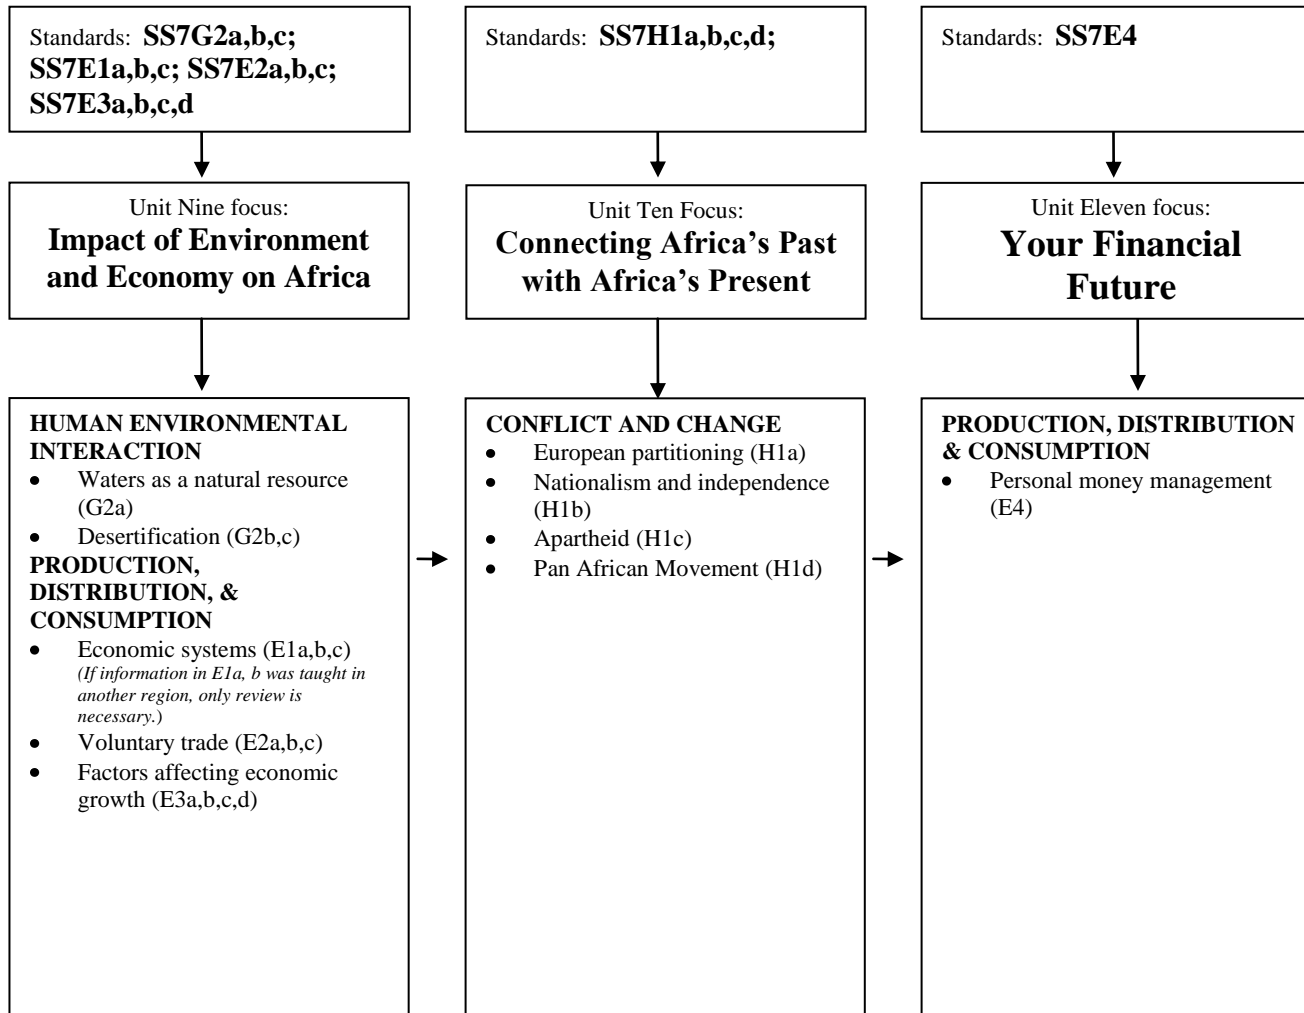 Standards: SS7G2a,b,c;
SS7E1a,b,c; SS7E2a,b,c;
SS7E3a,b,c,d
Unit Nine focus:
Impact of Environment
and Economy on Africa
HUMAN ENVIRONMENTAL
INTERACTION
• Waters as a natural resource
(G2a)
• Desertification (G2b,c)
PRODUCTION,
DISTRIBUTION, &
CONSUMPTION
• Economic systems (E1a,b,c)
(If information in E1a, b was taught in
another region, only review is
necessary.)
• Voluntary trade (E2a,b,c)
• Factors affecting economic
growth (E3a,b,c,d)
Standards: SS7H1a,b,c,d;
Unit Ten Focus:
Connecting Africa’s Past
with Africa’s Present
CONFLICT AND CHANGE
• European partitioning (H1a)
• Nationalism and independence
(H1b)
• Apartheid (H1c)
• Pan African Movement (H1d)
Standards: SS7E4
Unit Eleven focus:
Your Financial
Future
PRODUCTION, DISTRIBUTION
& CONSUMPTION
• Personal money management
(E4)